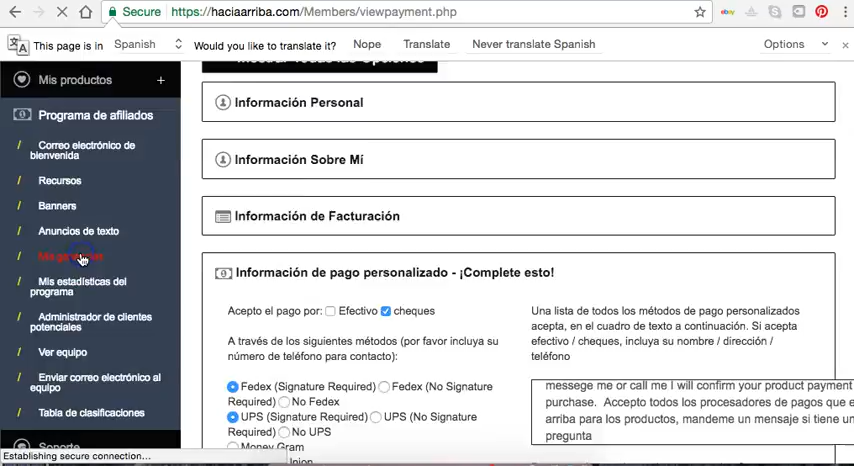 Secure https://haciaarriba.com/Members/viewpayment.php
This page is in Spanish Would you like to translate it? Nope Translate Never translate Spanish Options
Mis productos +
Programa de afiliados
Correo electrónico de
bienvenida
Recursos
Banners
Anuncios de texto
Mis estadísticas del
programa
Administrador de clientes
potenciales
Ver equipo
Enviar correo electrónico al
equipo
Tabla de clasificaciones
Soporte
Establishing secure connection...
Información Personal
Información Sobre Mí
Información de Facturación
Información de pago personalizado - ¡Complete esto!
Acepto el pago por: Efectivo cheques
A través de los siguientes métodos (por favor incluya su
número de teléfono para contacto):
Fedex (Signature Required) Fedex (No Signature
Required) No Fedex
UPS (Signature Required) UPS (No Signature
Required) No UPS
Money Gram
Union
Una lista de todos los métodos de pago personalizados
acepta, en el cuadro de texto a continuación. Si acepta
efectivo / cheques, incluya su nombre / dirección /
teléfono
messege me or call me I will confirm your product payment
purchase. Accepto todos los procesadores de pagos que e
arriba para los productos, mandeme un mensaje si tiene un
pregunta